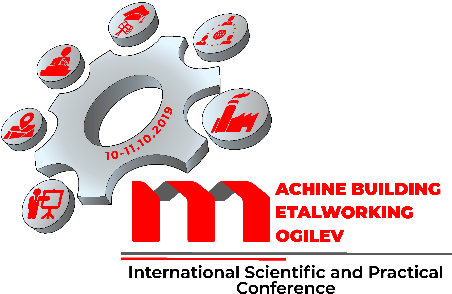 10-11.10.2019
m ACHINE BUILDING
ETALWORKING
OGILEV
International Scientific and Practical
Conference